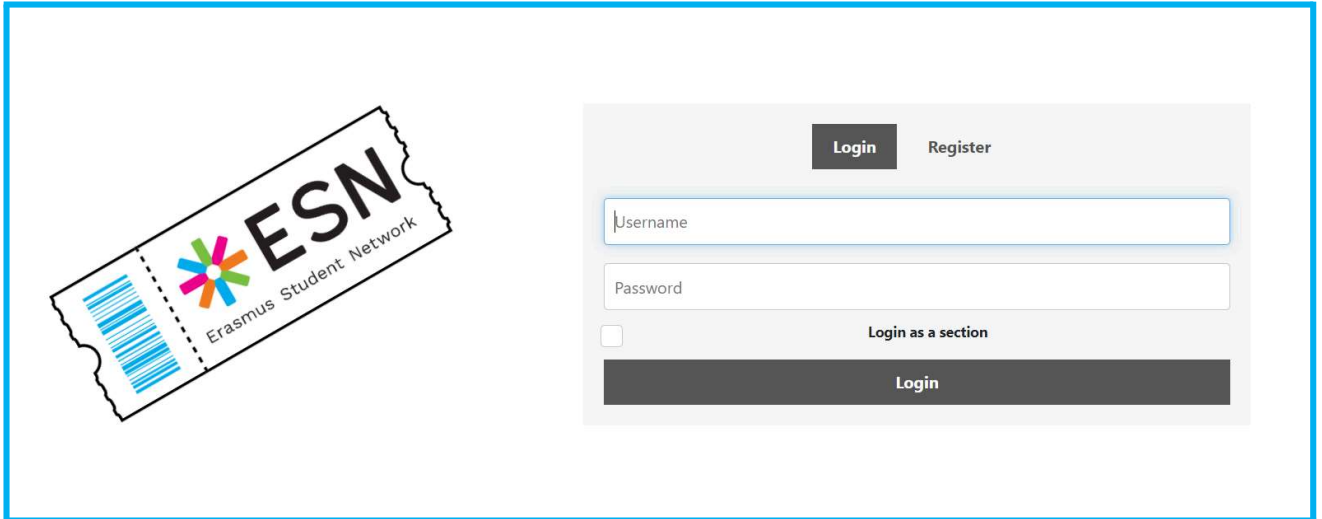 ESN
Erasmus Student Network
Login Register
Username
Password
Login as a section
Login